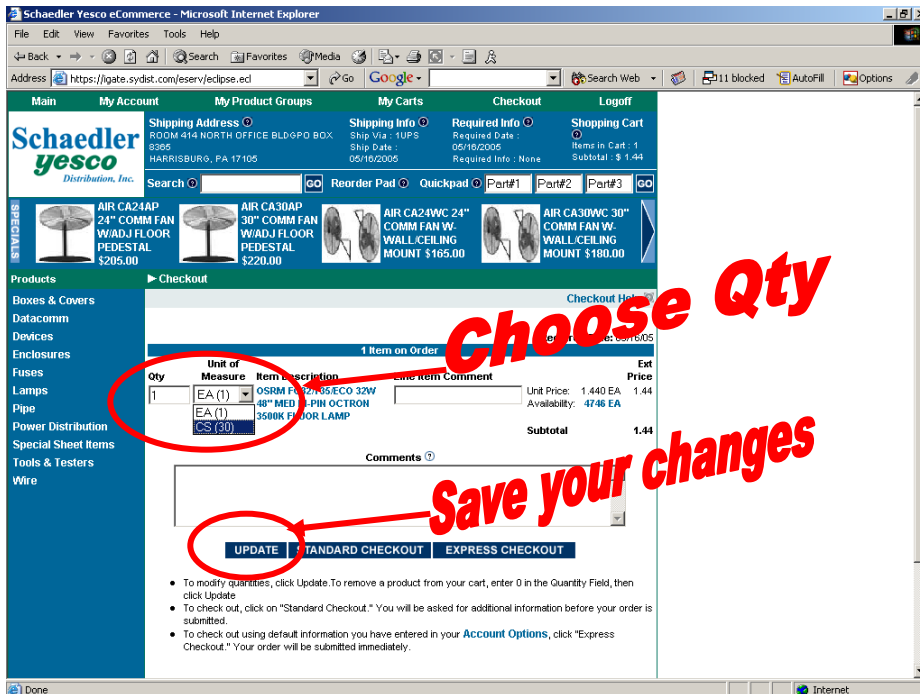 Schaedler Yesco eCommerce - Microsoft Internet Explorer
File Edit View Favorites Tools Help
Back Search Favorites Media
Address https://igate.sydist.com/eserv/eclipse.ecl Go Google Search Web 11 blocked AutoFill Options
Main My Account My Product Groups My Carts Checkout Logoff
Schaedler
yesco
Distribution, Inc.
Shipping Address
ROOM 414 NORTH OFFICE BLDGPO BOX
8365
HARRISBURG, PA 17105
Shipping Info
Ship Via : 1UPS
Ship Date :
05/16/2005
Required Info
Required Date :
05/16/2005
Required Info : None
Shopping Cart
Items in Cart : 1
Subtotal : $ 1.44
Search GO Reorder Pad Quickpad Part#1 Part#2 Part#3 GO
SPECIALS
AIR CA24AP
24" COMM FAN
W/ADJ FLOOR
PEDESTAL
$205.00
AIR CA30AP
30" COMM FAN
W/ADJ FLOOR
PEDESTAL
$220.00
AIR CA24WC 24"
COMM FAN W-
WALL/CEILING
MOUNT $165.00
AIR CA30WC 30"
COMM FAN W-
WALL/CEILING
MOUNT $180.00
Products
Checkout
Boxes & Covers
Datacomm
Devices
Enclosures
Fuses
Lamps
Pipe
Power Distribution
Special Sheet Items
Tools & Testers
Wire
Checkout Help
Choose Qty
1 Item on Order
Qty Unit of Measure Item Description Line Item Comment Ext Price
1 EA (1)
EA (1)
CS (30)
32W
48" MED OCTRON
3500K LAMP
Unit Price: 1.440 EA 1.44
Availability: 4746 EA
Subtotal 1.44
Comments
Save your changes
UPDATE STANDARD CHECKOUT EXPRESS CHECKOUT
• To modify quantities, click Update.To remove a product from your cart, enter 0 in the Quantity Field, then
click Update
• To check out, click on "Standard Checkout." You will be asked for additional information before your order is
submitted.
• To check out using default information you have entered in your Account Options, click "Express
Checkout." Your order will be submitted immediately.
Done Internet